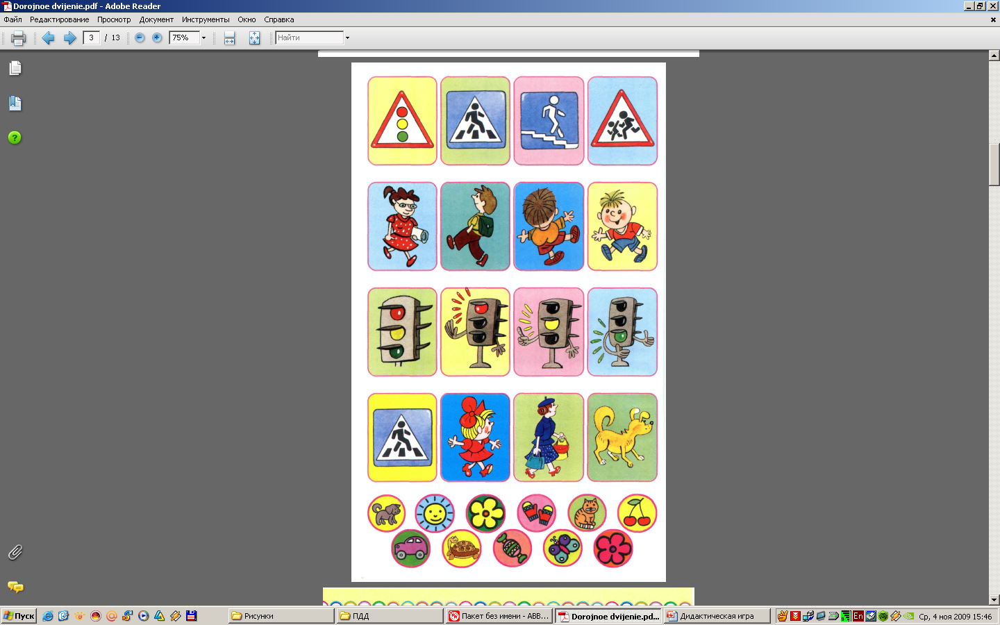 Dorojnoe dvijenie.pdf - Adobe Reader
Файл Редактирование Просмотр Документ Инструменты Окно Справка
3 / 13 75% Найти
Пуск Рисунки ПДД Пакет без имени - ABB... Dorojnoe dvijenie.pd... Дидактическая игра En Ср, 4 ноя 2009 15:46